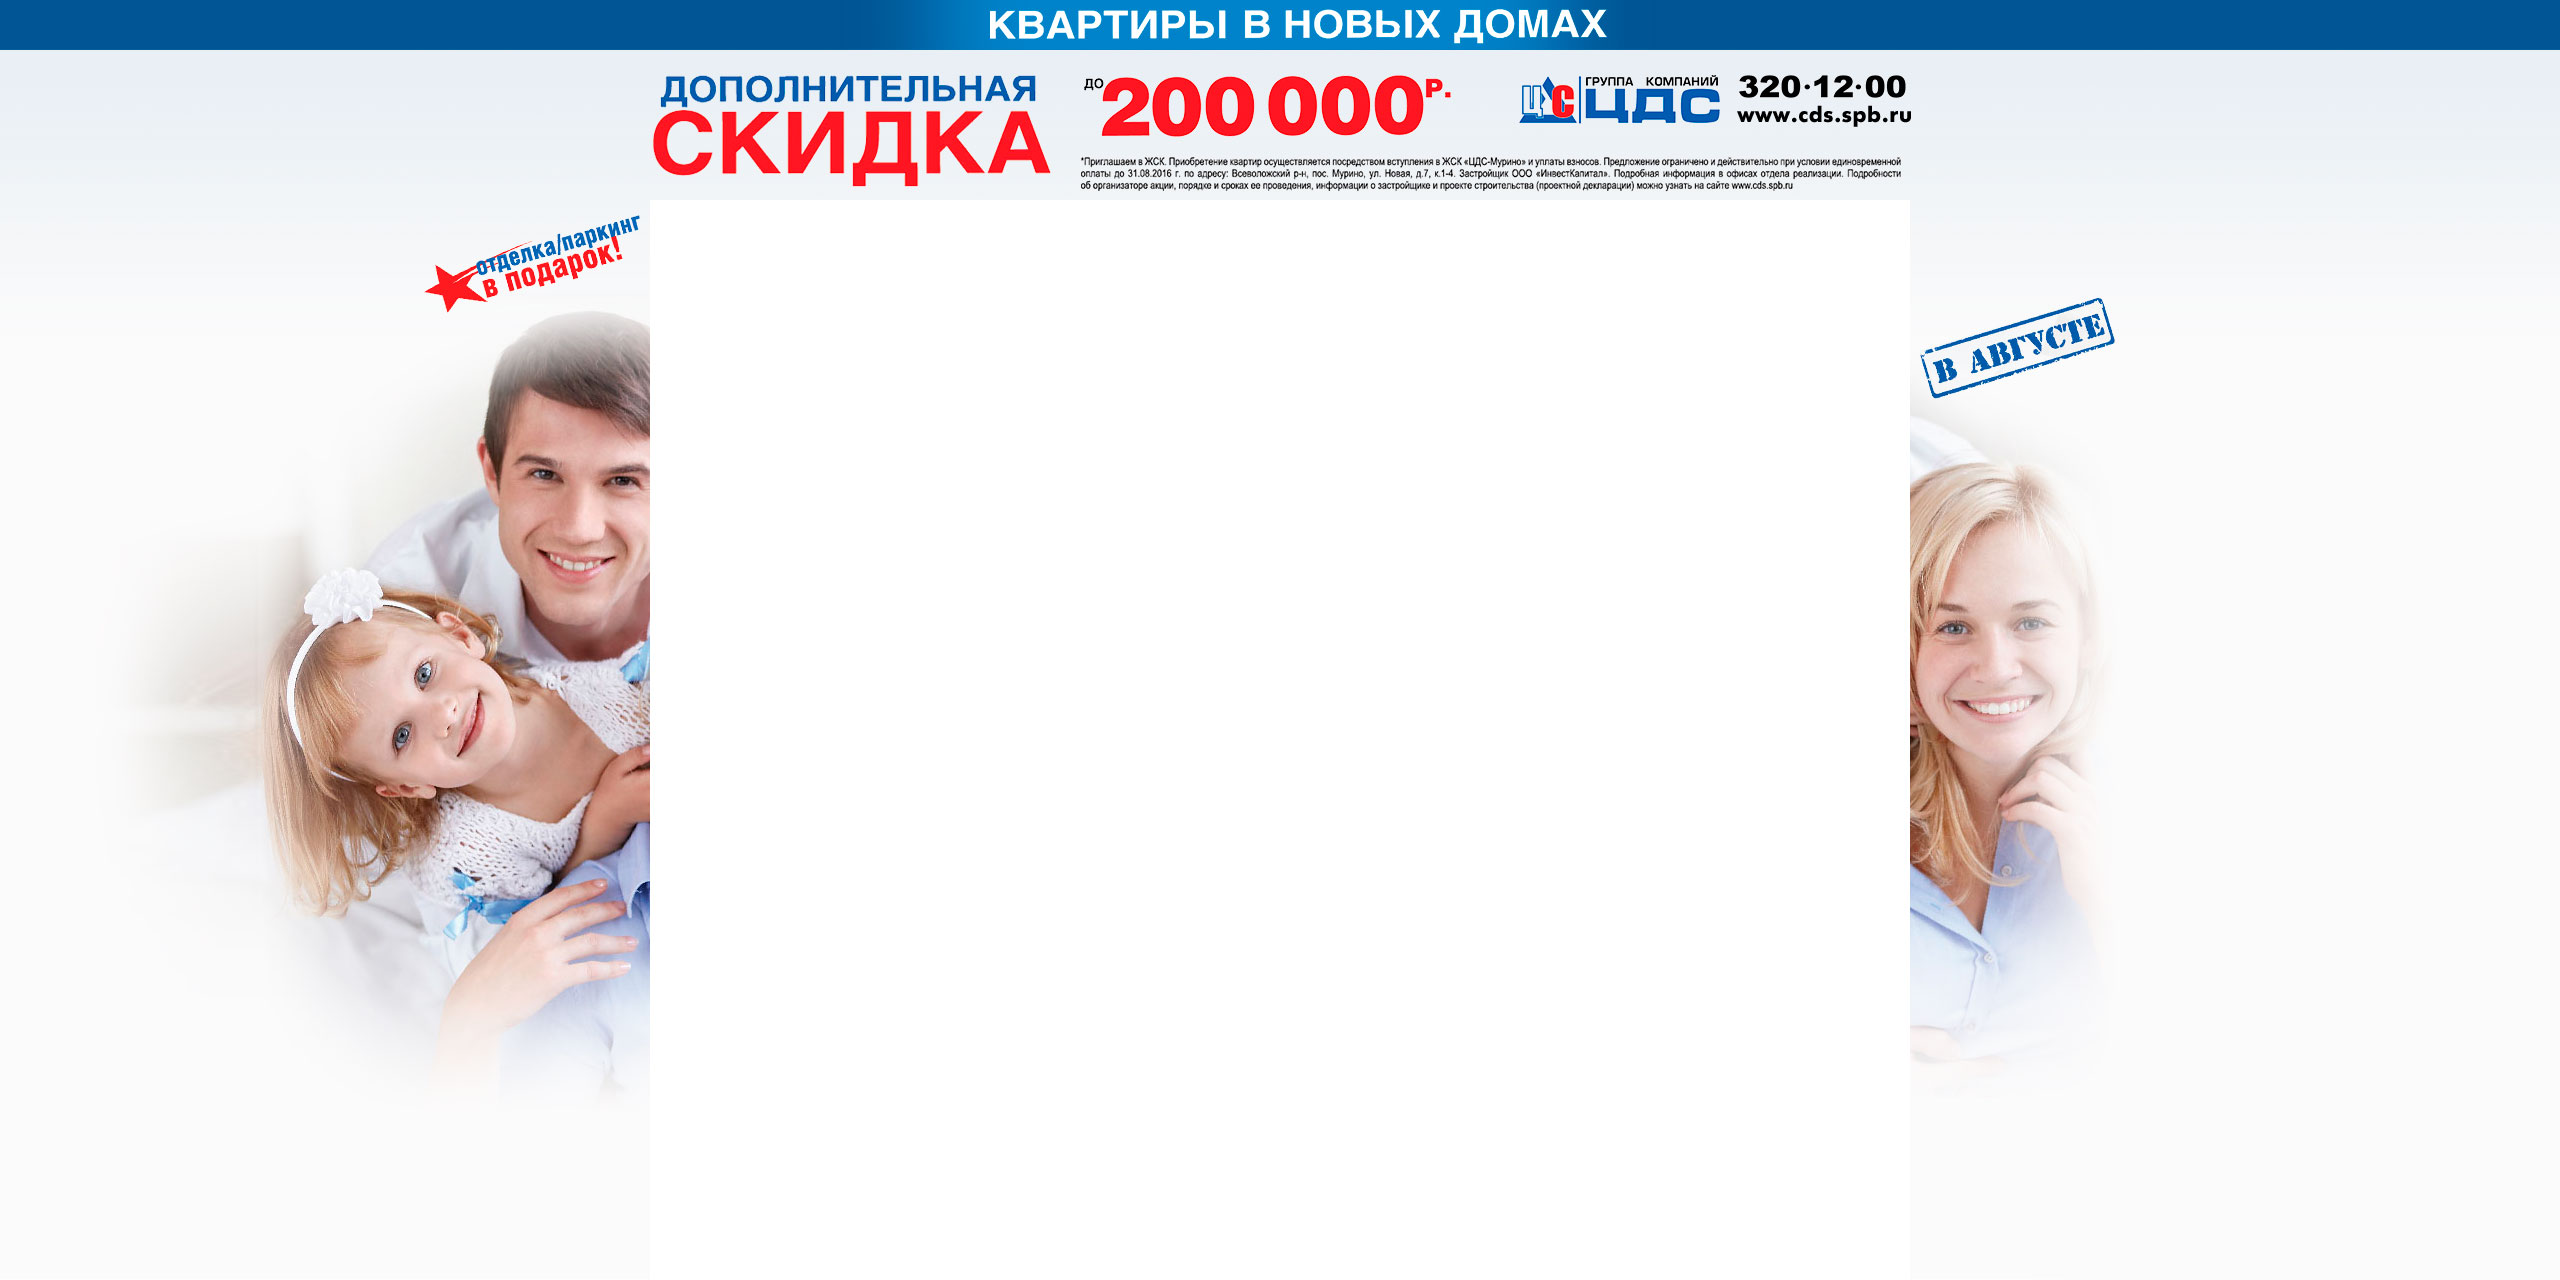 КВАРТИРЫ В НОВЫХ ДОМАХ
ДОПОЛНИТЕЛЬНАЯ
СКИДКА
ДО 200 000 Р.
ЦДС
ГРУППА КОМПАНИЙ
ЦДС
320·12·00
www.cds.spb.ru
*Приглашаем в ЖСК. Приобретение квартир осуществляется посредством вступления в ЖСК «ЦДС-Мурино» и уплаты взносов. Предложение ограничено и действительно при условии единовременной
оплаты до 31.08.2016 г. по адресу: Всеволожский р-н, пос. Мурино, ул. Новая, д.7, к.1-4. Застройщик ООО «ИнвестКапитал». Подробная информация в офисах отдела реализации. Подробности
об организаторе акции, порядке и сроках ее проведения, информации о застройщике и проекте строительства (проектной декларации) можно узнать на сайте www.cds.spb.ru
отделка/паркинг
в подарок!
В АВГУСТЕ